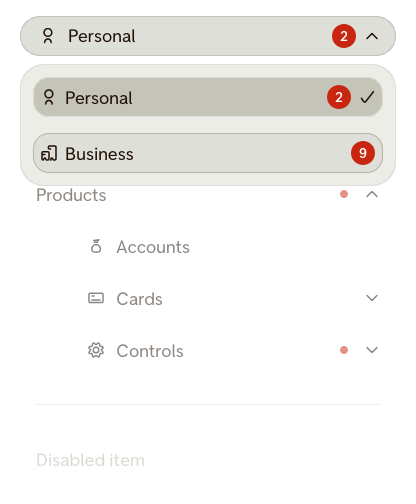 Personal 2
Personal 2
Business 9
Products
Accounts
Cards
Controls
Disabled item